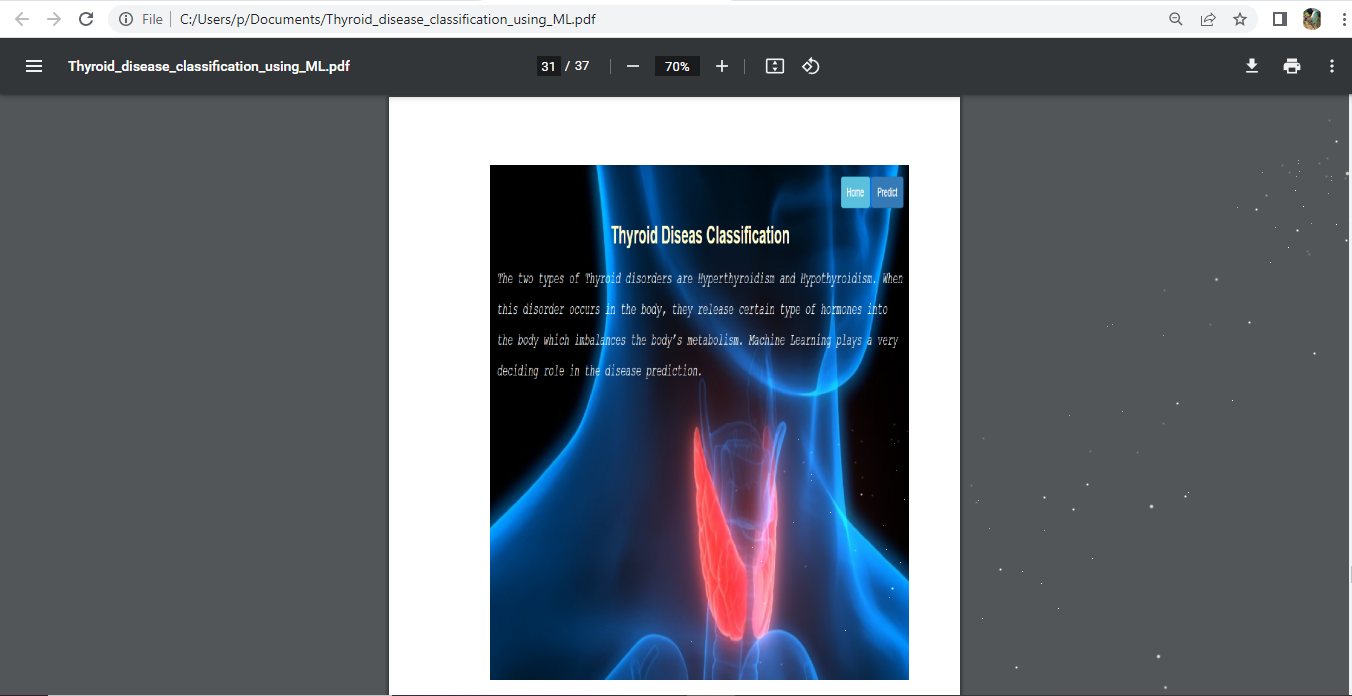 File
C:/Users/p/Documents/Thyroid_disease_classification_using_ML.pdf
Thyroid_disease_classification_using_ML.pdf
31 / 37
70%
Home Predict
Thyroid Diseas Classification
The two types of Thyroid disorders are Hyperthyroidism and Hypothyroidism. When
this disorder occurs in the body, they release certain type of hormones into
the body which imbalances the body's metabolism. Machine Learning plays a very
deciding role in the disease prediction.